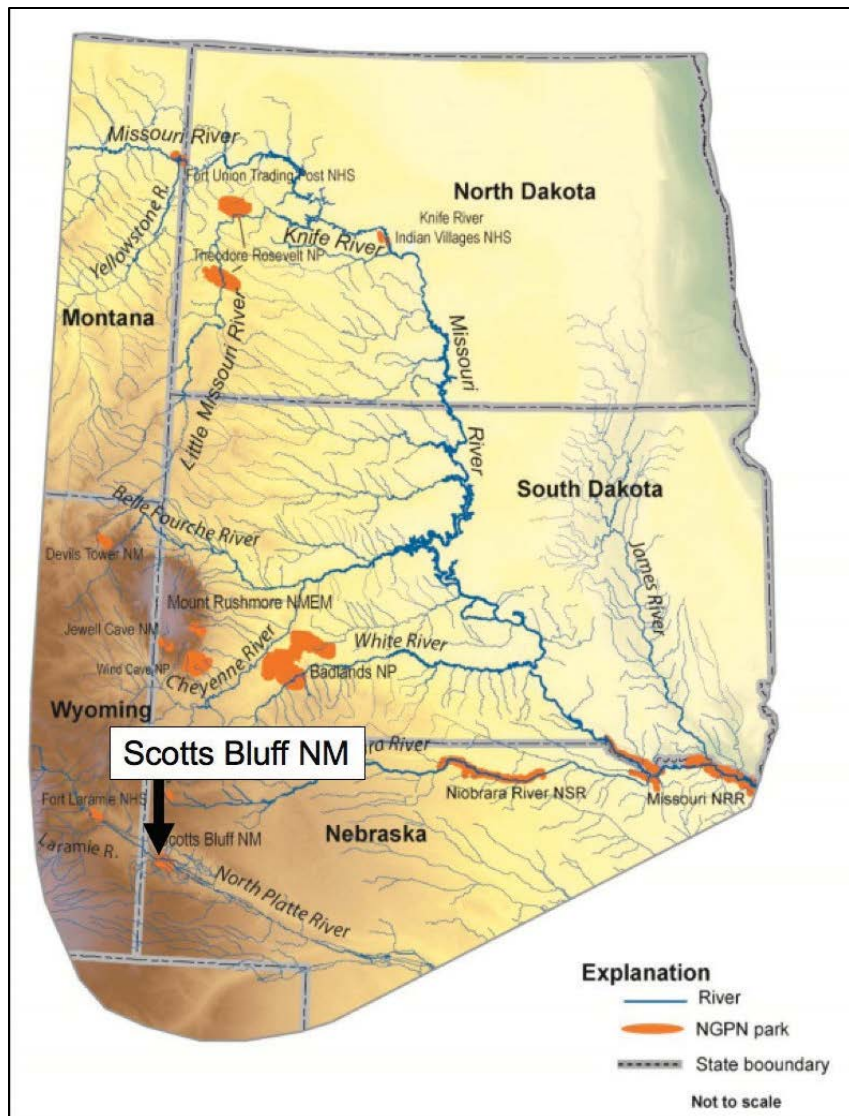 Missouri River
Fort Union Trading Post NHS
North Dakota
Yellowstone R.
Knife River
Knife River
Indian Villages NHS
Theodore Rosevelt NP
Montana
Little Missouri River
Missouri
River
South Dakota
Belle Fourche River
Devils Tower NM
James River
Mount Rushmore NMEM
Jewell Cave NM
White River
Wind Cave NP
Cheyenne River
Badlands NP
Wyoming
Scotts Bluff NM
River
Fort Laramie NHS
Niobrara River NSR
Missouri NRR
Scotts Bluff NM
Nebraska
Laramie R.
North Platte River
Explanation
River
NGPN park
State booundary
Not to scale